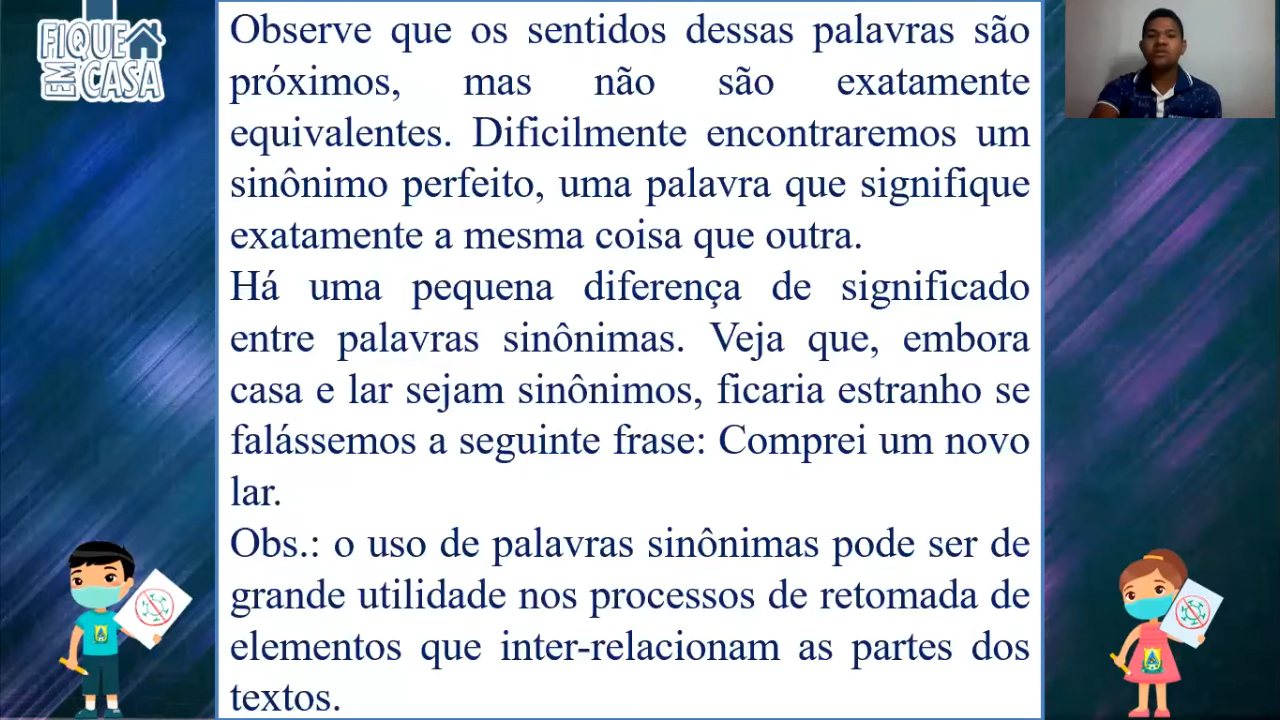 FIQUE
EM
CASA
Observe que os sentidos dessas palavras são
próximos, mas não são exatamente
equivalentes. Dificilmente encontraremos um
sinônimo perfeito, uma palavra que signifique
exatamente a mesma coisa que outra.
Há uma pequena diferença de significado
entre palavras sinônimas. Veja que, embora
casa e lar sejam sinônimos, ficaria estranho se
falássemos a seguinte frase: Comprei um novo
lar.
Obs.: o uso de palavras sinônimas pode ser de
grande utilidade nos processos de retomada de
elementos que inter-relacionam as partes dos
textos.